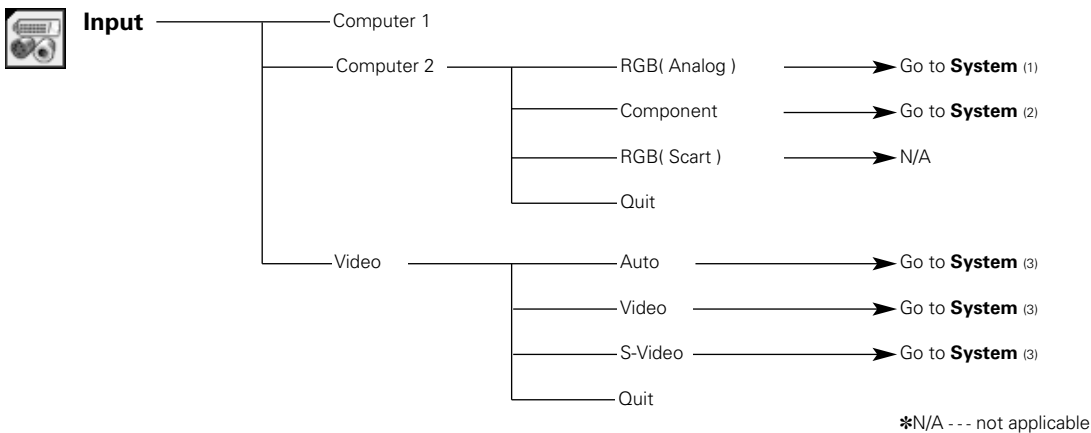 Input
Computer 1
Computer 2
RGB( Analog )
Go to System (1)
Component
Go to System (2)
RGB( Scart )
N/A
Quit
Video
Auto
Go to System (3)
Video
Go to System (3)
S-Video
Go to System (3)
Quit
✽N/A - - - not applicable